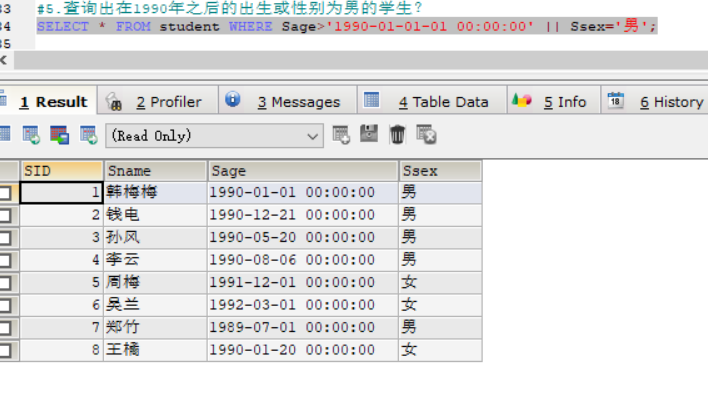 33 #5.查询出在1990年之后的出生或性别为男的学生?
34 SELECT * FROM student WHERE Sage>'1990-01-01-01 00:00:00' || Ssex='男';
35
1 Result 2 Profiler 3 Messages 4 Table Data 5 Info 18 6 History
(Read Only)
SID Sname Sage Ssex
1 韩梅梅 1990-01-01 00:00:00 男
2 钱电 1990-12-21 00:00:00 男
3 孙风 1990-05-20 00:00:00 男
4 李云 1990-08-06 00:00:00 男
5 周梅 1991-12-01 00:00:00 女
6 吴兰 1992-03-01 00:00:00 女
7 郑竹 1989-07-01 00:00:00 男
8 王橘 1990-01-20 00:00:00 女